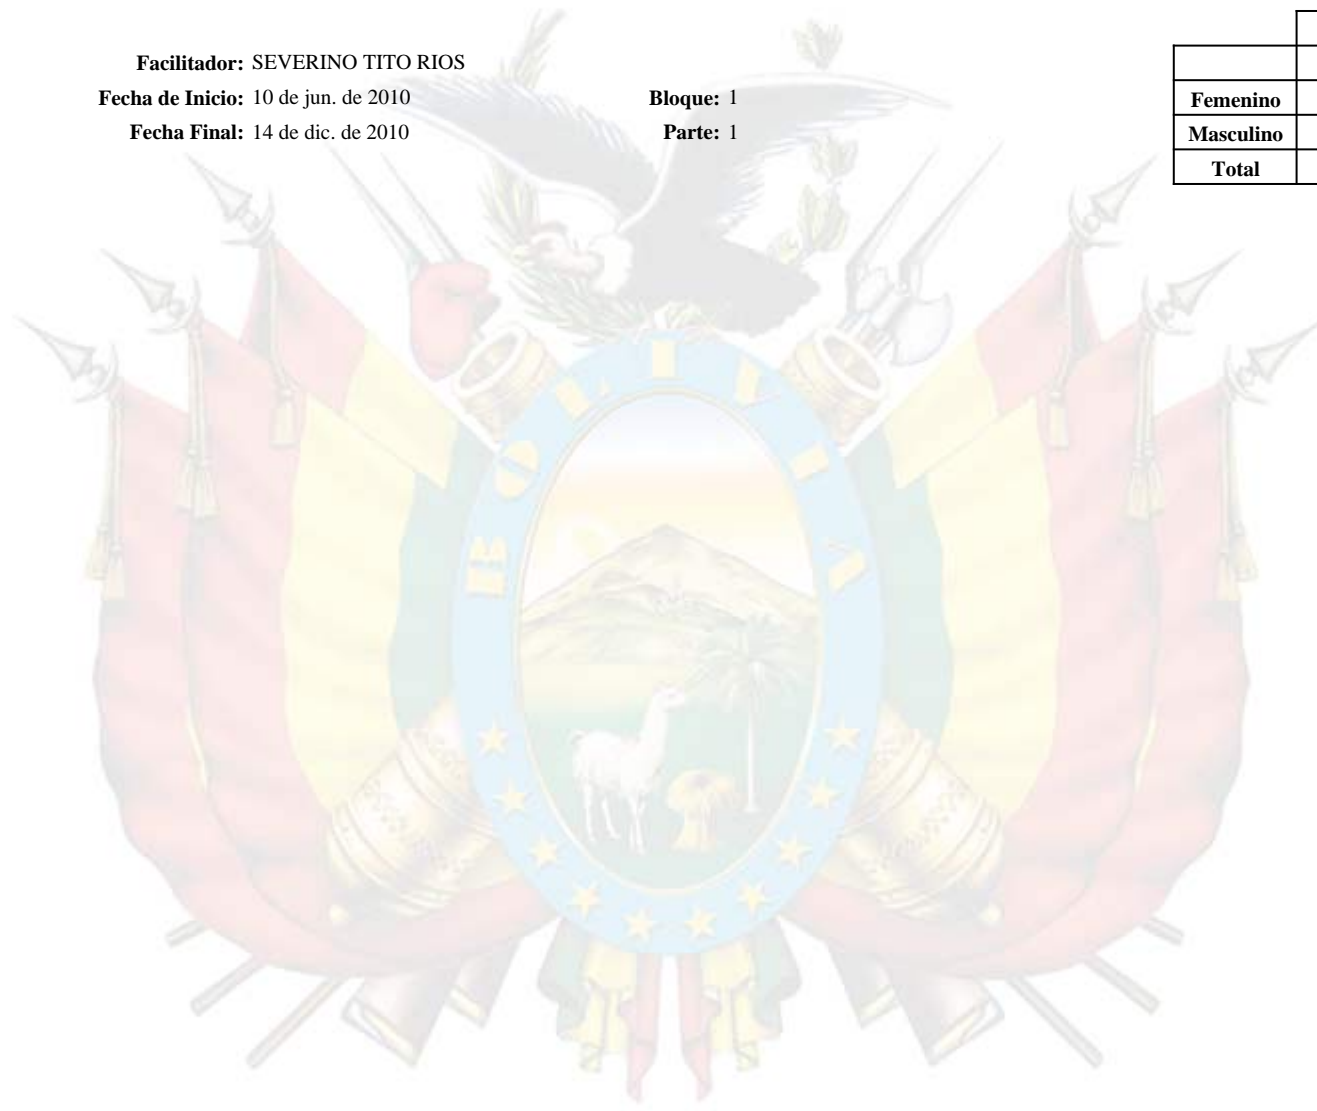 Facilitador: SEVERINO TITO RIOS
Fecha de Inicio: 10 de jun. de 2010 Bloque: 1
Fecha Final: 14 de dic. de 2010 Parte: 1
Femenino
Masculino
Total
BOLIVIA